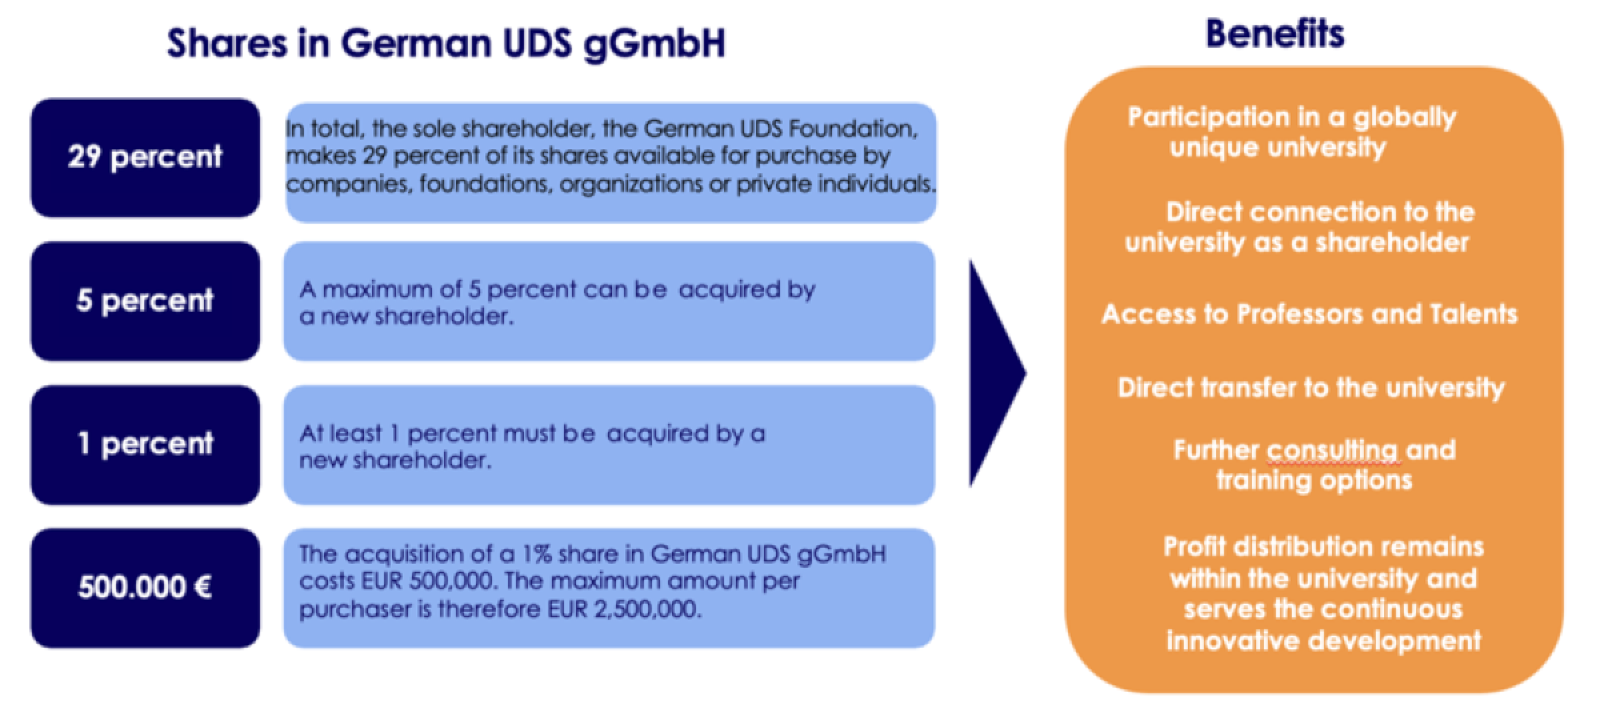 Shares in German UDS gGmbH
29 percent
In total, the sole shareholder, the German UDS Foundation,
makes 29 percent of its shares available for purchase by
companies, foundations, organizations or private individuals.
5 percent
A maximum of 5 percent can be acquired by
a new shareholder.
1 percent
At least 1 percent must be acquired by a
new shareholder.
500.000 €
The acquisition of a 1% share in German UDS gGmbH
costs EUR 500,000. The maximum amount per
purchaser is therefore EUR 2,500,000.
Benefits
Participation in a globally
unique university
Direct connection to the
university as a shareholder
Access to Professors and Talents
Direct transfer to the university
Further consulting and
training options
Profit distribution remains
within the university and
serves the continuous
innovative development